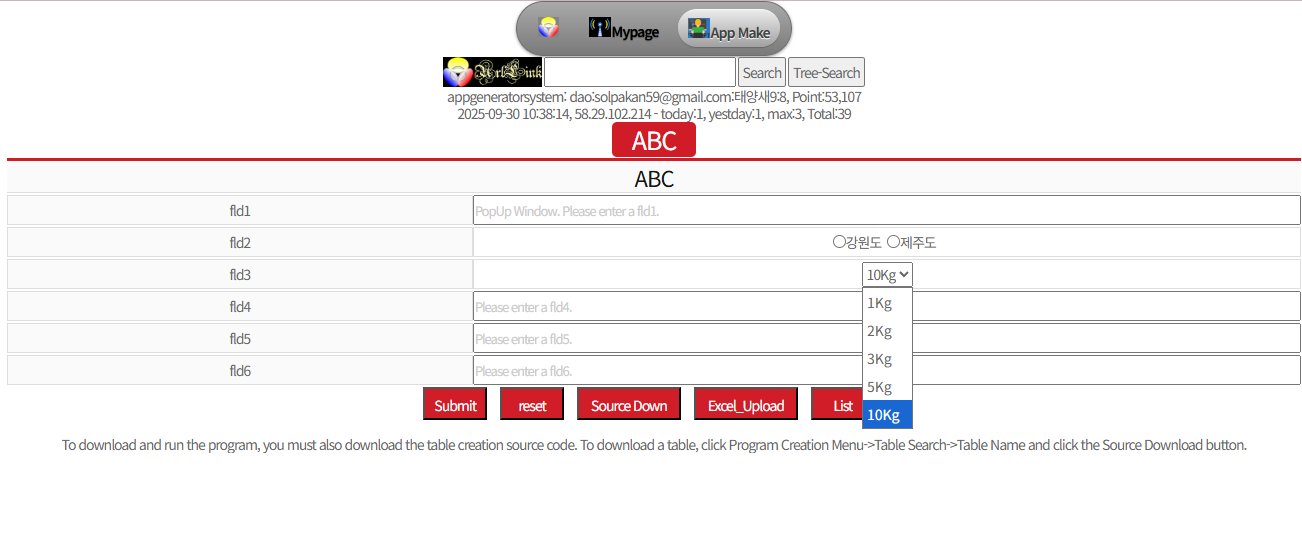 Mypage App Make
UrlLink Search Tree-Search
appgeneratorsystem: dao:solpakan59@gmail.com:태양새9:8, Point:53,107
2025-09-30 10:38:14, 58.29.102.214 - today:1, yestday:1, max:3, Total:39
ABC
ABC
fld1 PopUp Window. Please enter a fld1.
fld2 강원도 제주도
fld3 10Kg
1Kg
2Kg
3Kg
5Kg
10Kg
fld4 Please enter a fld4.
fld5 Please enter a fld5.
fld6 Please enter a fld6.
Submit reset Source Down Excel_Upload List
To download and run the program, you must also download the table creation source code. To download a table, click Program Creation Menu->Table Search->Table Name and click the Source Download button.